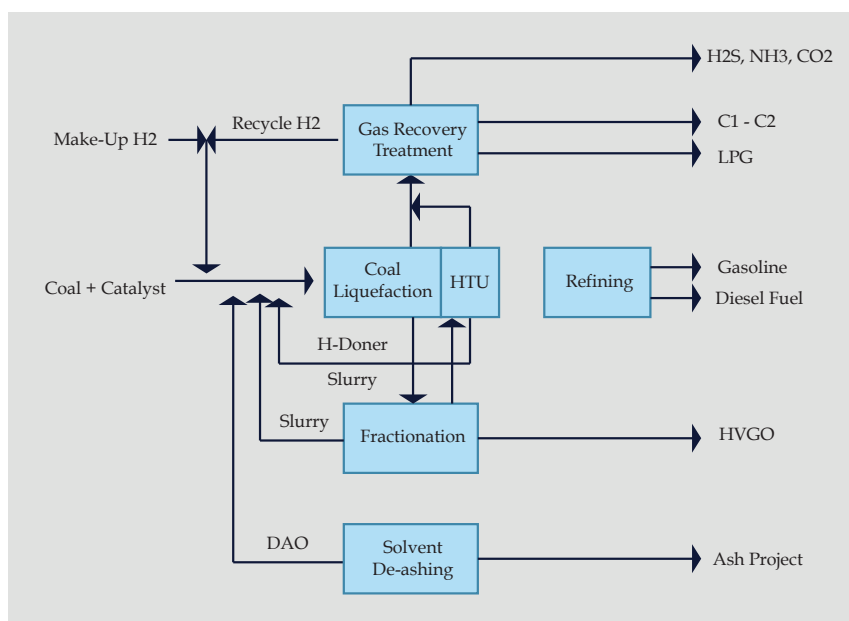 H2S, NH3, CO2
Make-Up H2
Recycle H2
Gas Recovery
Treatment
C1 - C2
LPG
Coal + Catalyst
Coal
Liquefaction
HTU
Refining
Gasoline
Diesel Fuel
H-Doner
Slurry
Slurry
Fractionation
HVGO
DAO
Solvent
De-ashing
Ash Project